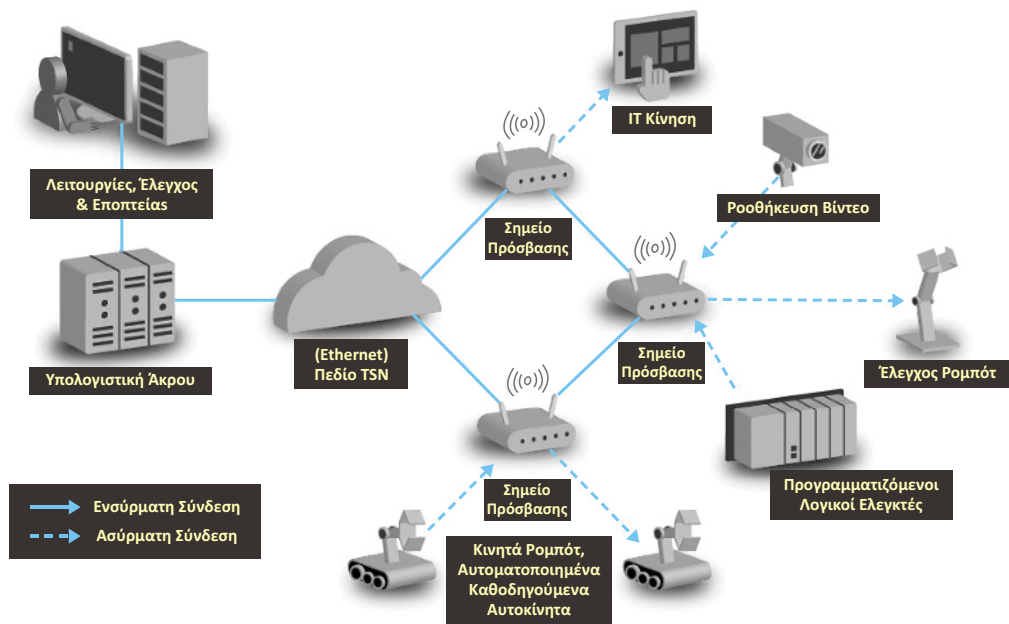 IT Κίνηση
Λειτουργίες, Έλεγχος
& Εποπτείας
Σημείο
Πρόσβασης
Ροοθήκευση Βίντεο
Υπολογιστική Άκρου
(Ethernet)
Πεδίο TSN
Σημείο
Πρόσβασης
Έλεγχος Ρομπότ
Σημείο
Πρόσβασης
Προγραμματιζόμενοι
Λογικοί Ελεγκτές
Κινητά Ρομπότ,
Αυτοματοποιημένα
Καθοδηγούμενα
Αυτοκίνητα
Ενσύρματη Σύνδεση
Ασύρματη Σύνδεση